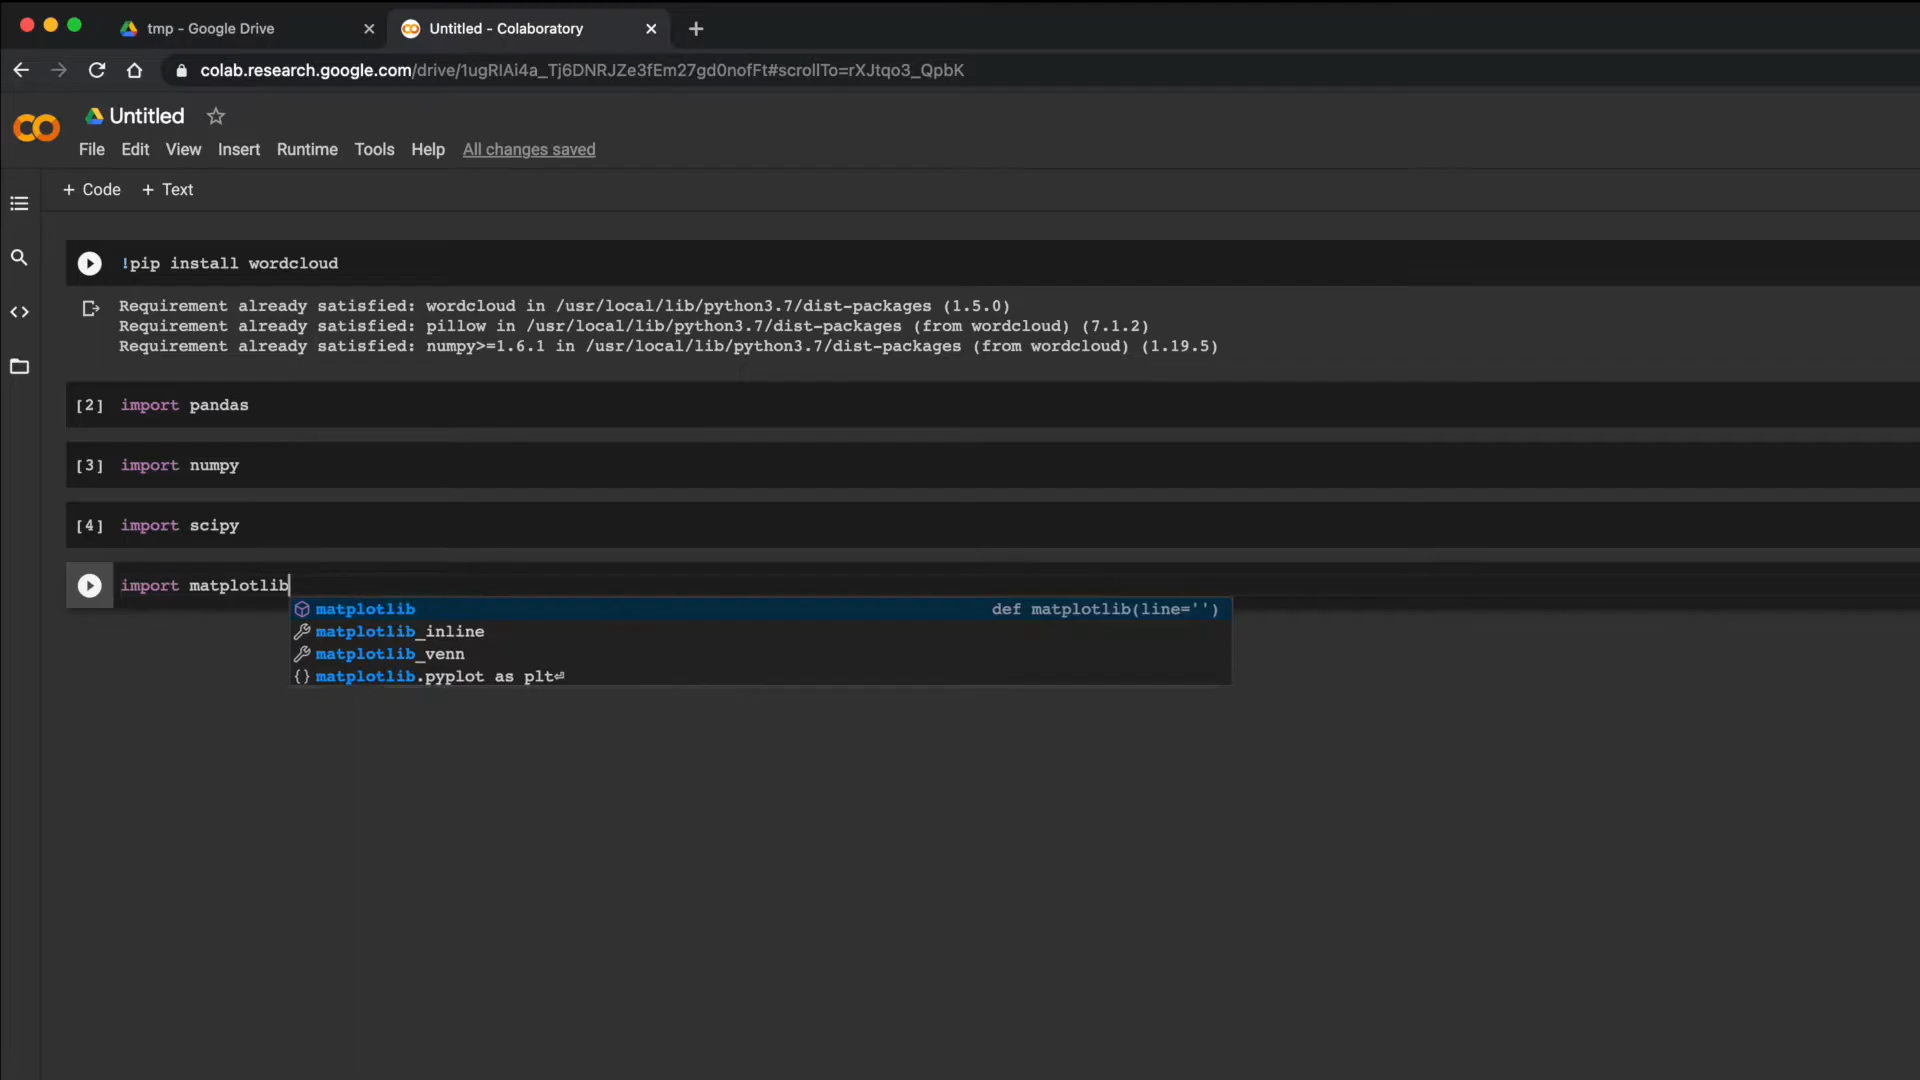 tmp - Google Drive
Untitled - Colaboratory
colab.research.google.com/drive/1ugRIAi4a_Tj6DNRJZe3fEm27gd0nofFt#scrollTo=rXJtqo3_QpbK
Untitled
File Edit View Insert Runtime Tools Help All changes saved
+ Code + Text
!pip install wordcloud
Requirement already satisfied: wordcloud in /usr/local/lib/python3.7/dist-packages (1.5.0)
Requirement already satisfied: pillow in /usr/local/lib/python3.7/dist-packages (from wordcloud) (7.1.2)
Requirement already satisfied: numpy>=1.6.1 in /usr/local/lib/python3.7/dist-packages (from wordcloud) (1.19.5)
[2] import pandas
[3] import numpy
[4] import scipy
import matplotlib
matplotlib def matplotlib(line='')
matplotlib_inline
matplotlib_venn
{} matplotlib.pyplot as plt⏎